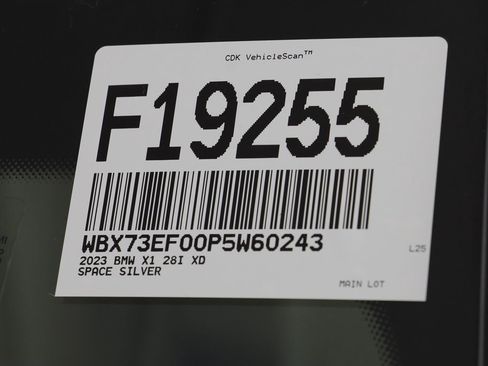 CDK VehicleScan™
F19255
WBX73EF00P5W60243
2023 BMW X1 28I XD
SPACE SILVER
L25
MAIN LOT